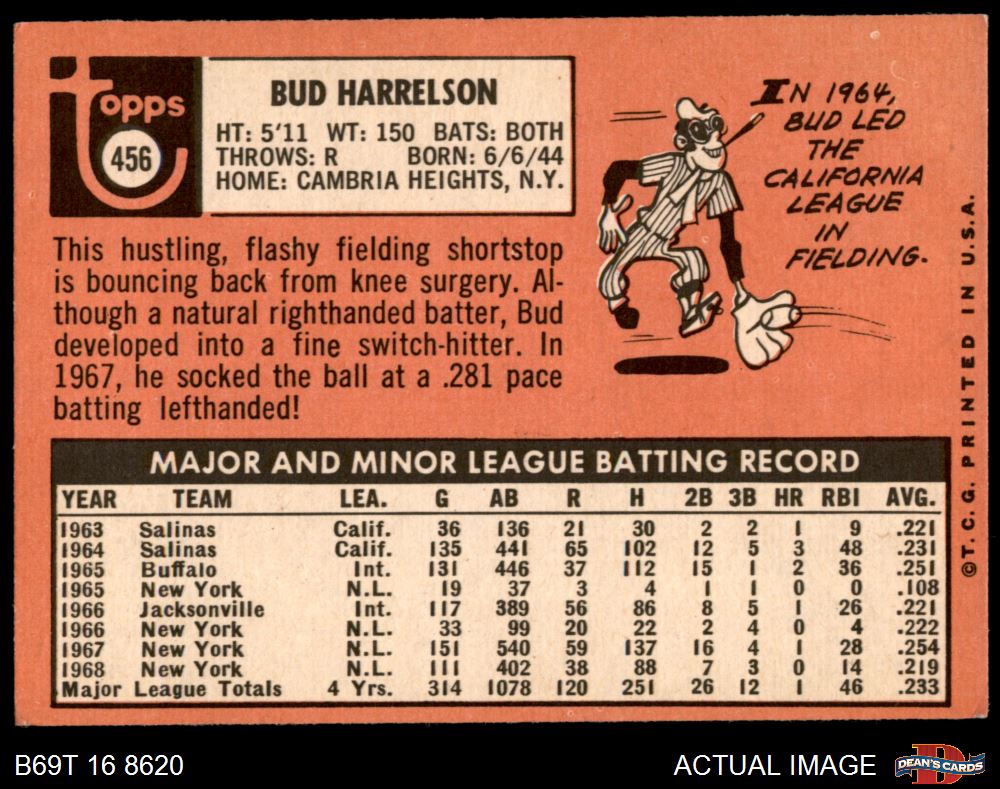 Topps
456
BUD HARRELSON
HT: 5'11 WT: 150 BATS: BOTH
THROWS: R BORN: 6/6/44
HOME: CAMBRIA HEIGHTS, N.Y.
IN 1964,
BUD LED
THE
CALIFORNIA
LEAGUE
IN
FIELDING.
This hustling, flashy fielding shortstop
is bouncing back from knee surgery. Al-
though a natural righthanded batter, Bud
developed into a fine switch-hitter. In
1967, he socked the ball at a .281 pace
batting lefthanded!
MAJOR AND MINOR LEAGUE BATTING RECORD
YEAR TEAM LEA. G AB R H 2B 3B HR RBI AVG.
1963 Salinas Calif. 36 136 21 30 2 2 1 9 .221
1964 Salinas Calif. 135 441 65 102 12 5 3 48 .231
1965 Buffalo Int. 131 446 37 112 15 1 2 36 .251
1965 New York N.L. 19 37 3 4 1 1 0 0 .108
1966 Jacksonville Int. 117 389 56 86 8 5 1 26 .221
1966 New York N.L. 33 99 20 22 2 4 0 4 .222
1967 New York N.L. 151 540 59 137 16 4 1 28 .254
1968 New York N.L. 111 402 38 88 7 3 0 14 .219
Major League Totals 4 Yrs. 314 1078 120 251 26 12 1 46 .233
©T. C. G. PRINTED IN U.S.A.
B69T 16 8620
ACTUAL IMAGE
D
DEAN'S CARDS